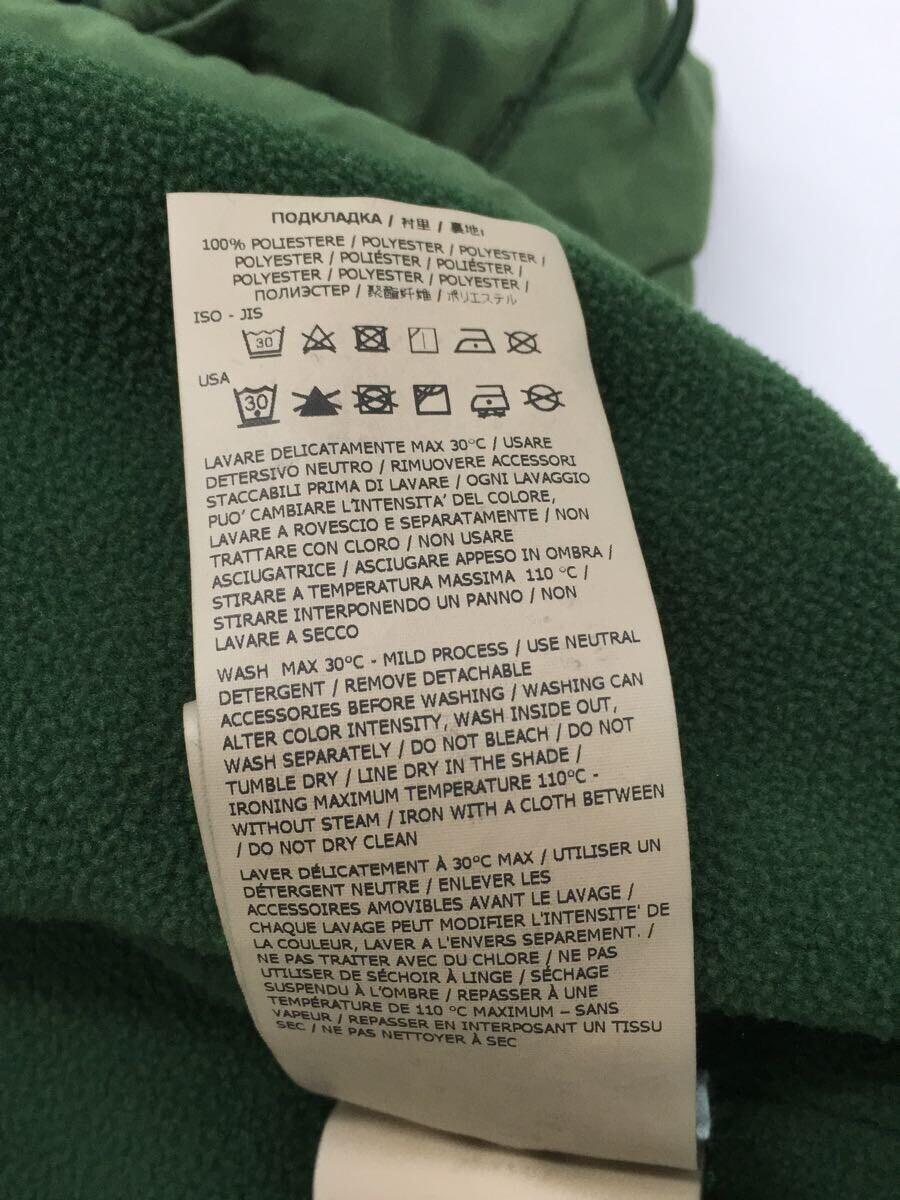 ПОДКЛАДКА / 衬里 / 裏地
100% POLIESTERE / POLYESTER / POLYESTER /
POLYESTER / POLIÉSTER / POLIÉSTER /
POLYESTER / POLYESTER / POLYESTER /
ПОЛИЭСТЕР / 聚酯纤维 / ポリエステル
ISO - JIS
30
USA
30
LAVARE DELICATAMENTE MAX 30°C / USARE
DETERSIVO NEUTRO / RIMUOVERE ACCESSORI
STACCABILI PRIMA DI LAVARE / OGNI LAVAGGIO
PUO' CAMBIARE L'INTENSITA' DEL COLORE,
LAVARE A ROVESCIO E SEPARATAMENTE / NON
TRATTARE CON CLORO / NON USARE
ASCIUGATRICE / ASCIUGARE APPESO IN OMBRA /
STIRARE A TEMPERATURA MASSIMA 110 °C /
STIRARE INTERPONENDO UN PANNO / NON
LAVARE A SECCO
WASH MAX 30°C - MILD PROCESS / USE NEUTRAL
DETERGENT / REMOVE DETACHABLE
ACCESSORIES BEFORE WASHING / WASHING CAN
ALTER COLOR INTENSITY, WASH INSIDE OUT,
WASH SEPARATELY / DO NOT BLEACH / DO NOT
TUMBLE DRY / LINE DRY IN THE SHADE /
IRONING MAXIMUM TEMPERATURE 110°C -
WITHOUT STEAM / IRON WITH A CLOTH BETWEEN
/ DO NOT DRY CLEAN
LAVER DÉLICATEMENT À 30°C MAX / UTILISER UN
DÉTERGENT NEUTRE / ENLEVER LES
ACCESSOIRES AMOVIBLES AVANT LE LAVAGE /
CHAQUE LAVAGE PEUT MODIFIER L'INTENSITE' DE
LA COULEUR, LAVER A L'ENVERS SEPAREMENT. /
NE PAS TRAITER AVEC DU CHLORE / NE PAS
UTILISER DE SÉCHOIR À LINGE / SÉCHAGE
SUSPENDU À L'OMBRE / REPASSER À UNE
TEMPÉRATURE DE 110 °C MAXIMUM – SANS
VAPEUR / REPASSER EN INTERPOSANT UN TISSU
SEC / NE PAS NETTOYER À SEC